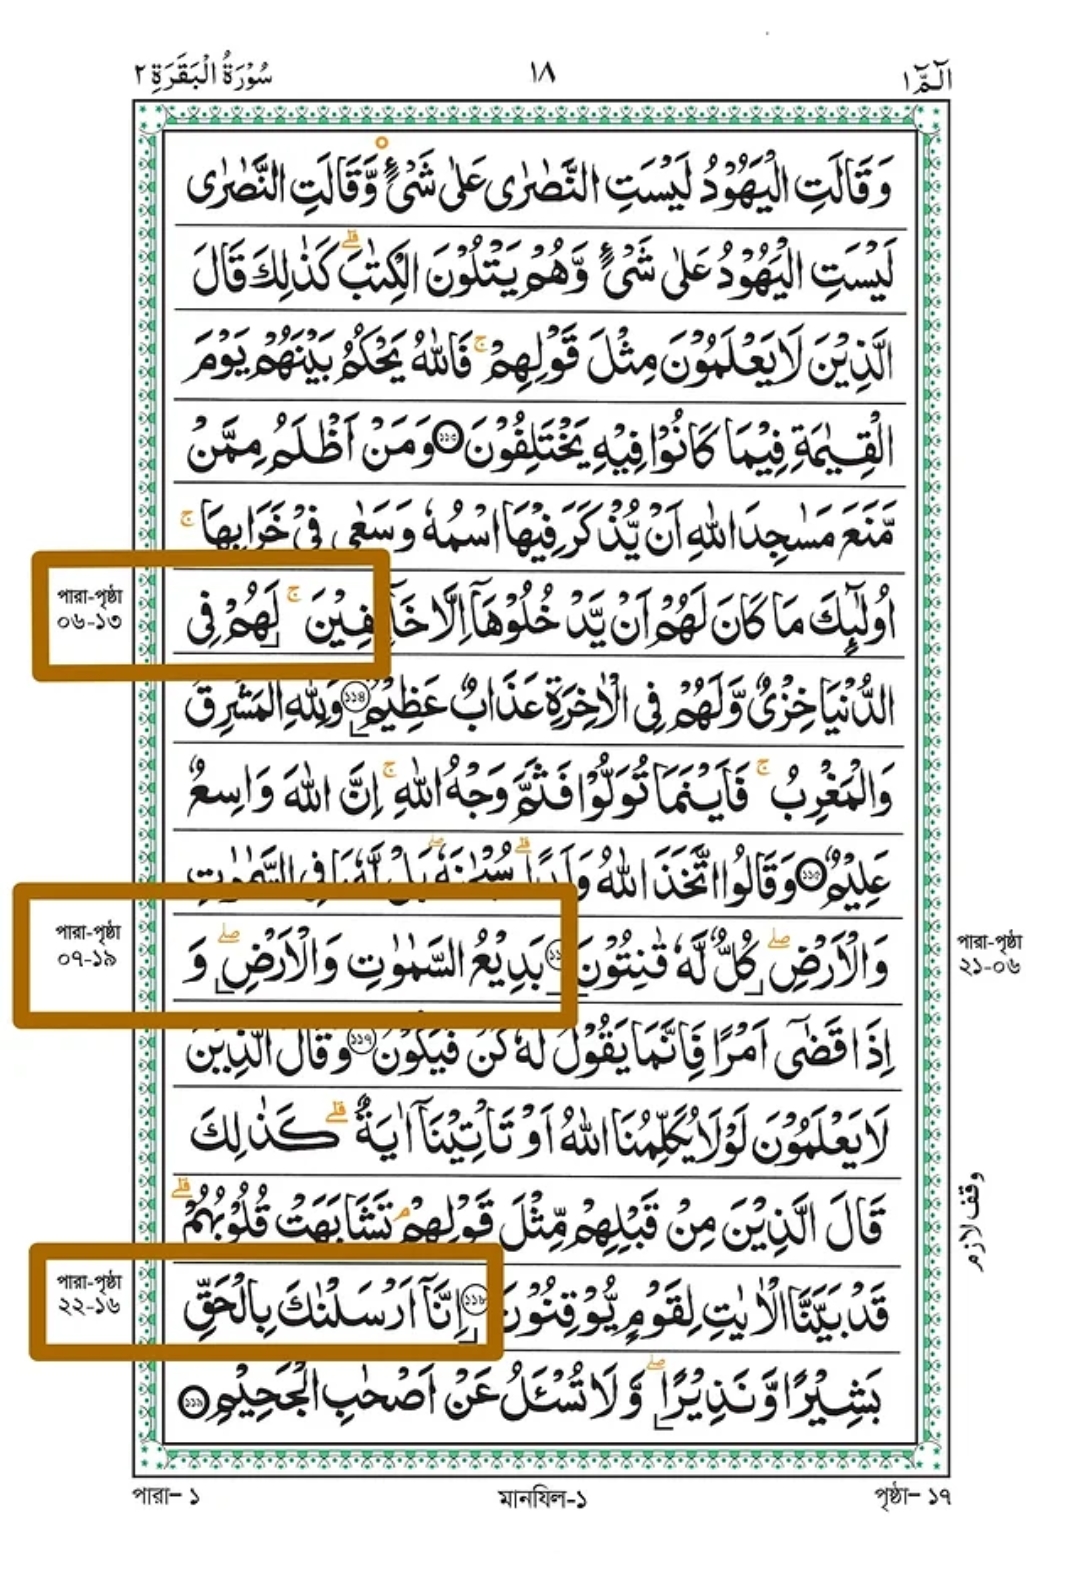 الٓمّٓ ١
١٨
سُوْرَةُ الْبَقَرَةِ ٢
وَقَالَتِ الْيَهُوْدُ لَيْسَتِ النَّصٰرٰى عَلٰى شَىْءٍ وَّقَالَتِ النَّصٰرٰى
لَيْسَتِ الْيَهُوْدُ عَلٰى شَىْءٍ وَّهُمْ يَتْلُوْنَ الْكِتٰبَ ؕ كَذٰلِكَ قَالَ
الَّذِيْنَ لَا يَعْلَمُوْنَ مِثْلَ قَوْلِهِمْ ۚ فَاللّٰهُ يَحْكُمُ بَيْنَهُمْ يَوْمَ
الْقِيٰمَةِ فِيْمَا كَانُوْا فِيْهِ يَخْتَلِفُوْنَ ١١٣ وَمَنْ اَظْلَمُ مِمَّنْ
مَّنَعَ مَسٰجِدَ اللّٰهِ اَنْ يُّذْكَرَ فِيْهَا اسْمُهٗ وَسَعٰى فِيْ خَرَابِهَا ۚ
اُولٰٓئِكَ مَا كَانَ لَهُمْ اَنْ يَّدْخُلُوْهَاۤ اِلَّا خَآئِفِيْنَ ۚ لَهُمْ فِى
পারা-পৃষ্ঠা
০৬-১৩
الدُّنْيَا خِزْىٌ وَّلَهُمْ فِى الْاٰخِرَةِ عَذَابٌ عَظِيْمٌ ١١٤ وَلِلّٰهِ الْمَشْرِقُ
وَالْمَغْرِبُ ۚ فَاَيْنَمَا تُوَلُّوْا فَثَمَّ وَجْهُ اللّٰهِ ۚ اِنَّ اللّٰهَ وَاسِعٌ
عَلِيْمٌ ١١٥ وَقَالُوا اتَّخَذَ اللّٰهُ وَلَدًا ۙ سُبْحٰنَهٗ ؕ بَلْ لَّهٗ مَا فِى السَّمٰوٰتِ
وَالْاَرْضِ ؕ كُلٌّ لَّهٗ قٰنِتُوْنَ بَدِيْعُ السَّمٰوٰتِ وَالْاَرْضِ ؕ وَ
পারা-পৃষ্ঠা
০৭-১৯
পারা-পৃষ্ঠা
২১-০৬
اِذَا قَضٰۤى اَمْرًا فَاِنَّمَا يَقُوْلُ لَهٗ كُنْ فَيَكُوْنُ ١١٧ وَقَالَ الَّذِيْنَ
لَا يَعْلَمُوْنَ لَوْلَا يُكَلِّمُنَا اللّٰهُ اَوْ تَاْتِيْنَاۤ اٰيَةٌ ؕ كَذٰلِكَ
قَالَ الَّذِيْنَ مِنْ قَبْلِهِمْ مِّثْلَ قَوْلِهِمْ ۘ تَشَابَهَتْ قُلُوْبُهُمْ ؕ
وقف لازم
قَدْ بَيَّنَّا الْاٰيٰتِ لِقَوْمٍ يُّوْقِنُوْنَ ١١٨ اِنَّاۤ اَرْسَلْنٰكَ بِالْحَقِّ
পারা-পৃষ্ঠা
২২-১৬
بَشِيْرًا وَّنَذِيْرًا ۙ وَّلَا تُسْـَٔلُ عَنْ اَصْحٰبِ الْجَحِيْمِ ١١٩
পারা– ১
মানযিল-১
পৃষ্ঠা– ১৭